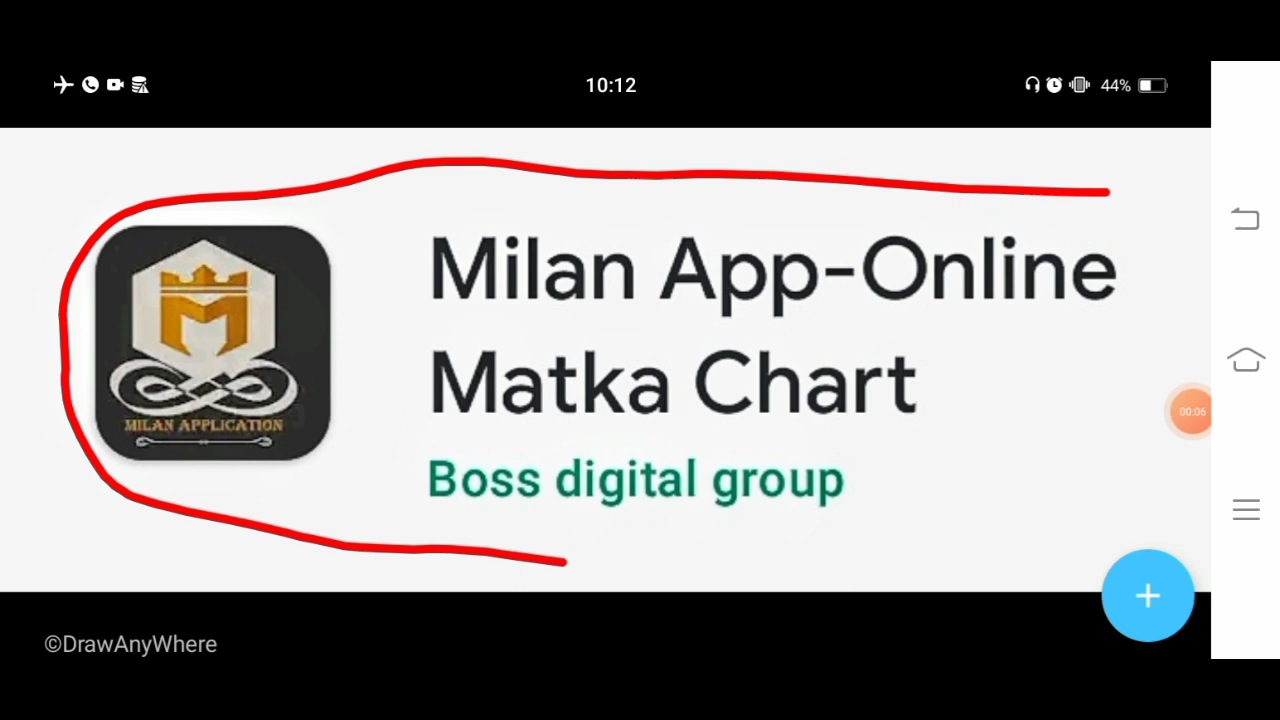 10:12
44%
Milan App-Online
Matka Chart
MILAN APPLICATION
Boss digital group
00:06
©DrawAnyWhere